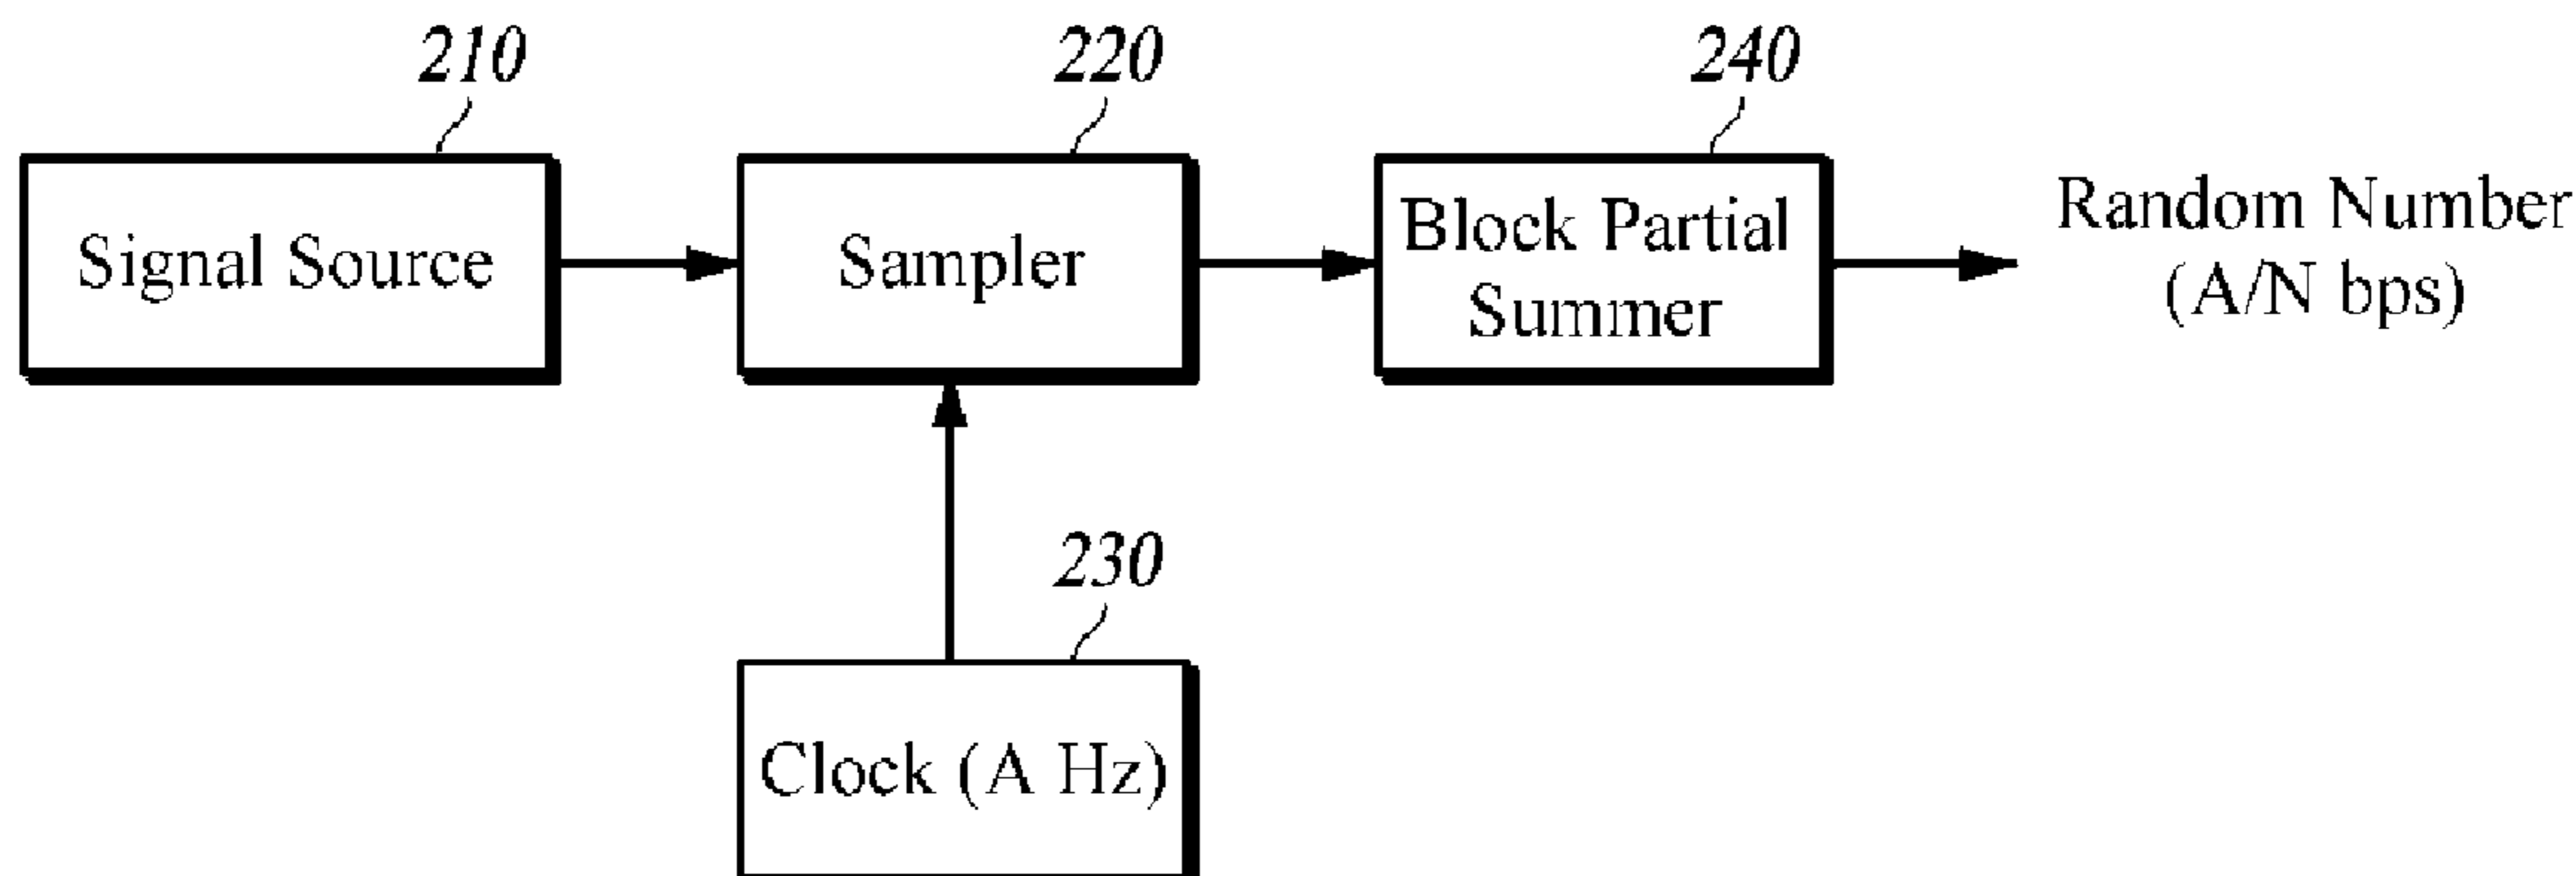 210
220
240
Signal Source
Sampler
Block Partial
Summer
Random Number
(A/N bps)
230
Clock (A Hz)